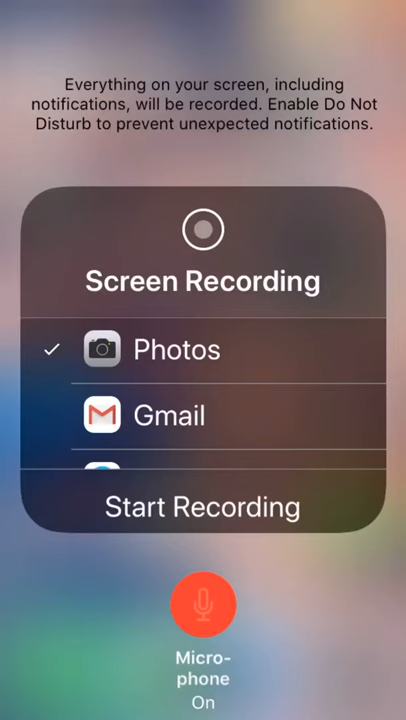 Everything on your screen, including
notifications, will be recorded. Enable Do Not
Disturb to prevent unexpected notifications.
Screen Recording
Photos
Gmail
Start Recording
Micro-
phone
On